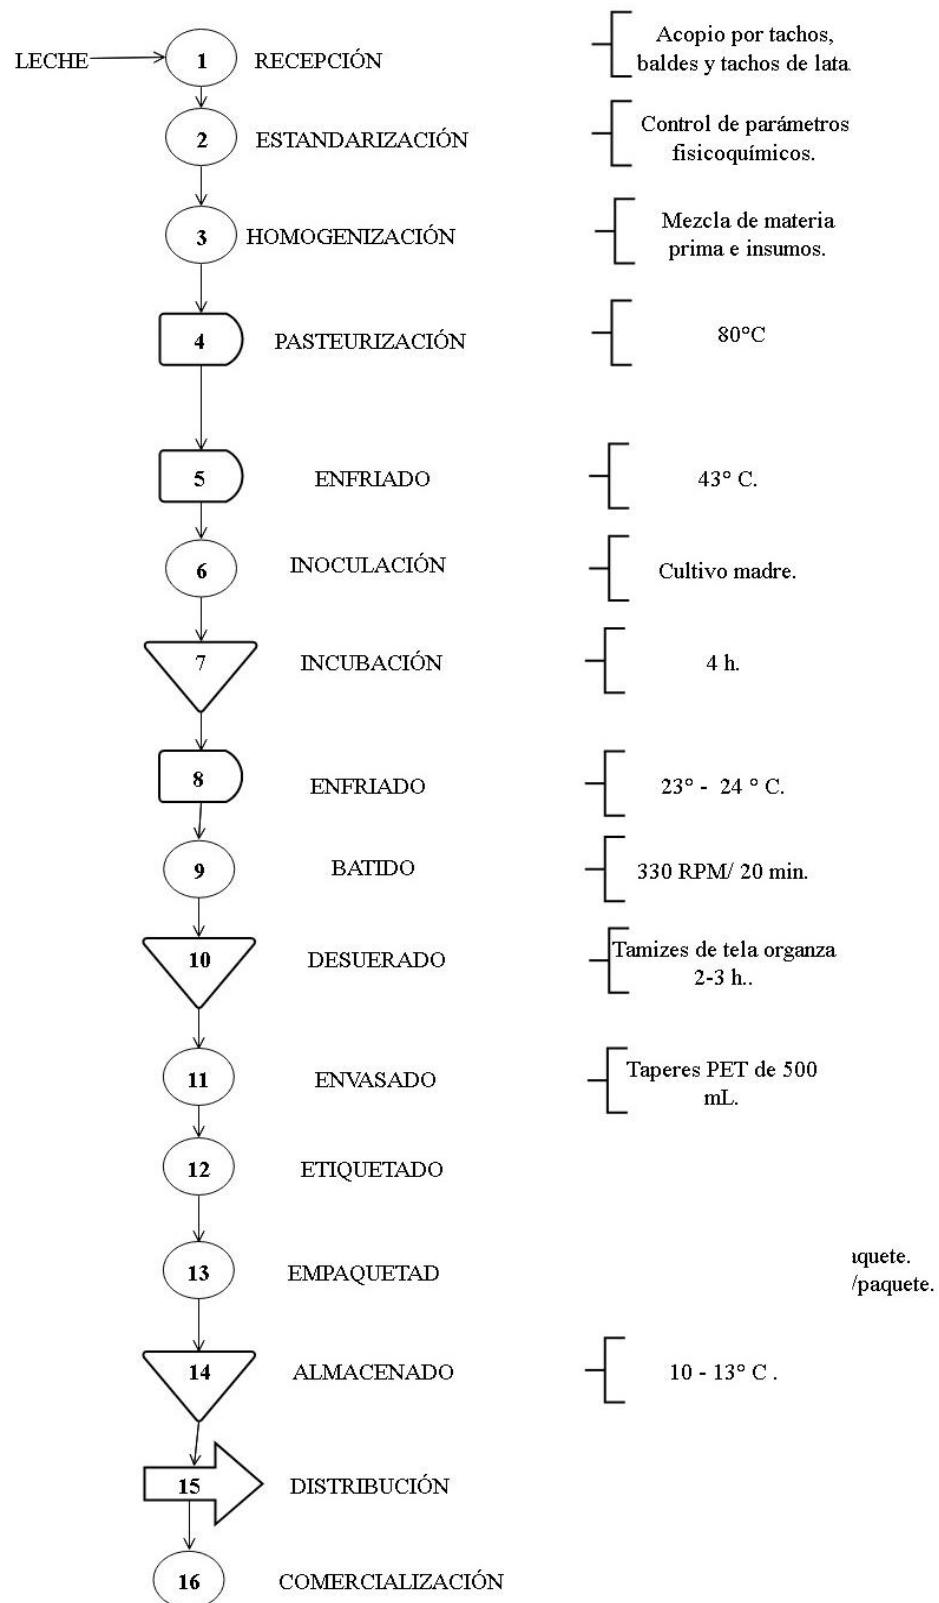 LECHE
1
RECEPCIÓN
Acopio por tachos,
baldes y tachos de lata
2
ESTANDARIZACIÓN
Control de parámetros
fisicoquímicos.
3
HOMOGENIZACIÓN
Mezcla de materia
prima e insumos.
4
PASTEURIZACIÓN
80°C
5
ENFRIADO
43° C.
6
INOCULACIÓN
Cultivo madre.
7
INCUBACIÓN
4 h.
8
ENFRIADO
23° - 24 ° C.
9
BATIDO
330 RPM/ 20 min.
10
DESUERADO
Tamizes de tela organza
2-3 h..
11
ENVASADO
Taperes PET de 500
mL.
12
ETIQUETADO
13
EMPAQUETAD
/paquete.
14
ALMACENADO
10 - 13° C .
15
DISTRIBUCIÓN
16
COMERCIALIZACIÓN